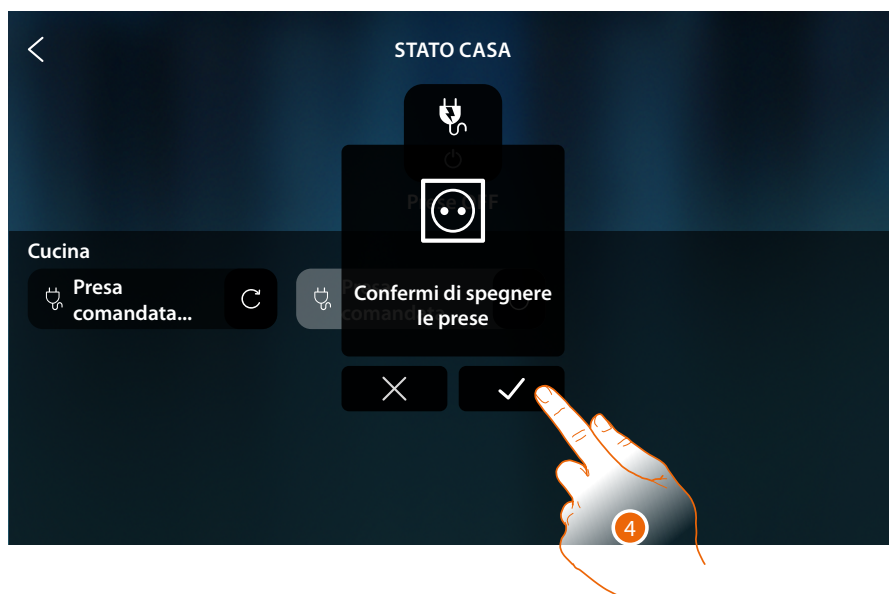 STATO CASA
Cucina
Presa
comandata...
Confermi di spegnere
le prese
4